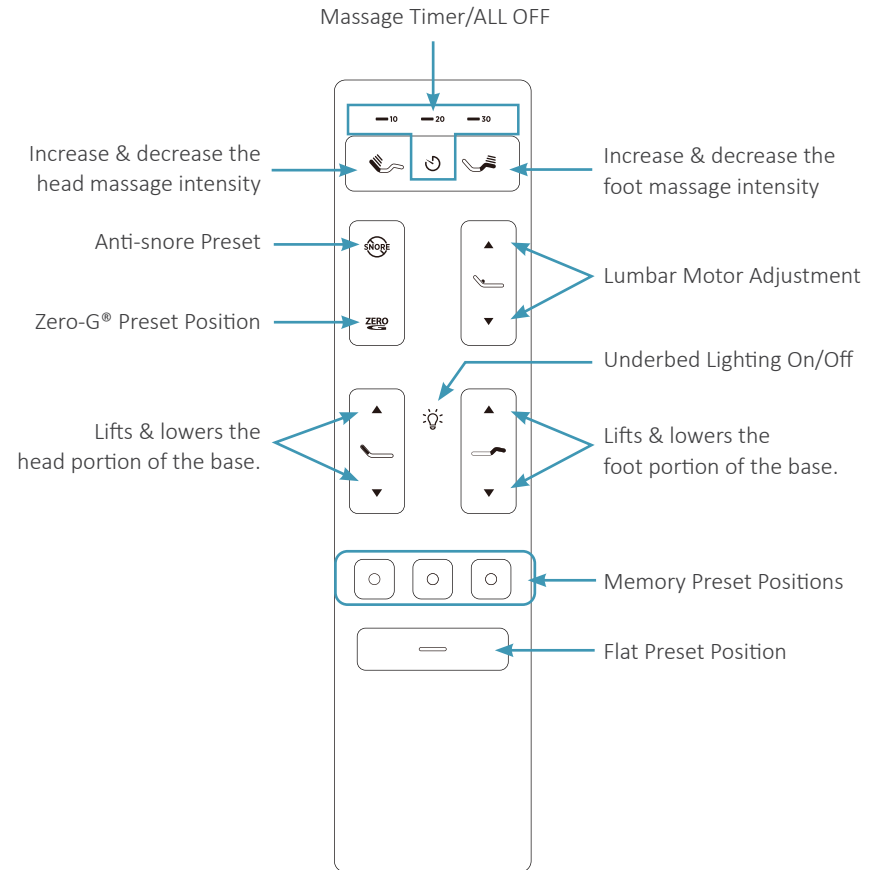 Massage Timer/ALL OFF
10 20 30
Increase & decrease the
head massage intensity
Increase & decrease the
foot massage intensity
Anti-snore Preset
SNORE
Lumbar Motor Adjustment
Zero-G® Preset Position
ZERO
Underbed Lighting On/Off
Lifts & lowers the
head portion of the base.
Lifts & lowers the
foot portion of the base.
Memory Preset Positions
Flat Preset Position